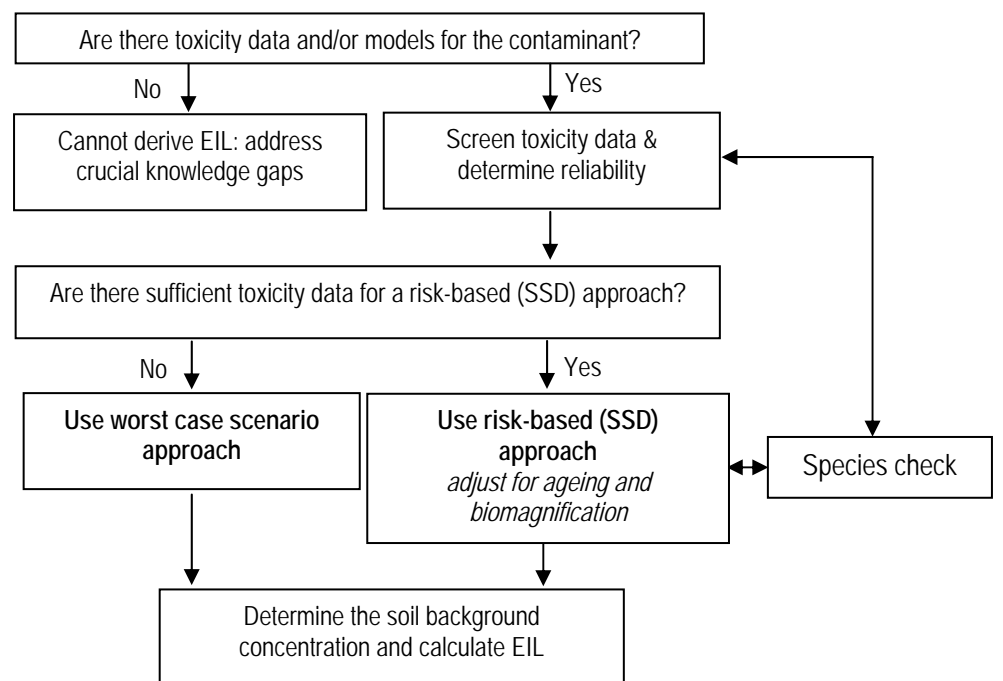 Are there toxicity data and/or models for the contaminant?
No
Yes
Cannot derive EIL: address
crucial knowledge gaps
Screen toxicity data &
determine reliability
Are there sufficient toxicity data for a risk-based (SSD) approach?
No
Yes
Use worst case scenario
approach
Use risk-based (SSD)
approach
adjust for ageing and
biomagnification
Species check
Determine the soil background
concentration and calculate EIL